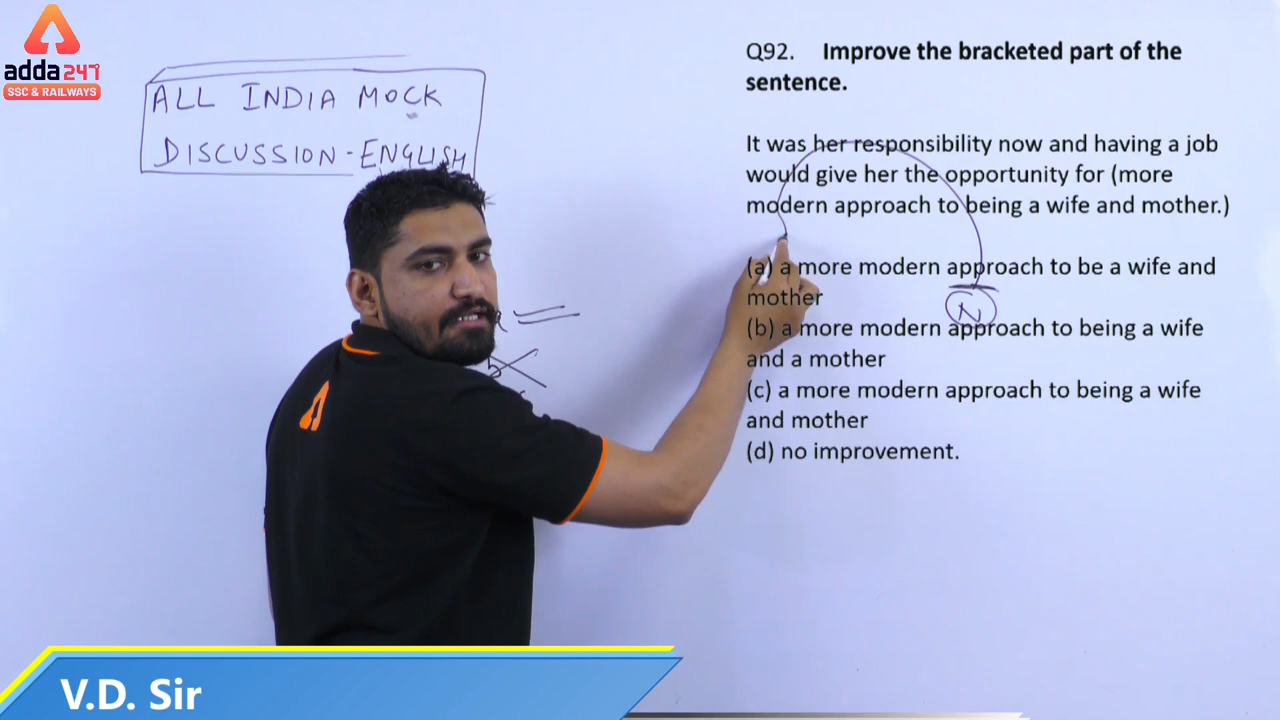 adda247
SSC & RAILWAYS
ALL INDIA MOCK
DISCUSSION - ENGLISH
Q92. Improve the bracketed part of the
sentence.
It was her responsibility now and having a job
would give her the opportunity for (more
modern approach to being a wife and mother.)
(a) a more modern approach to be a wife and
mother
N
(b) a more modern approach to being a wife
and a mother
(c) a more modern approach to being a wife
and mother
(d) no improvement.
V.D. Sir